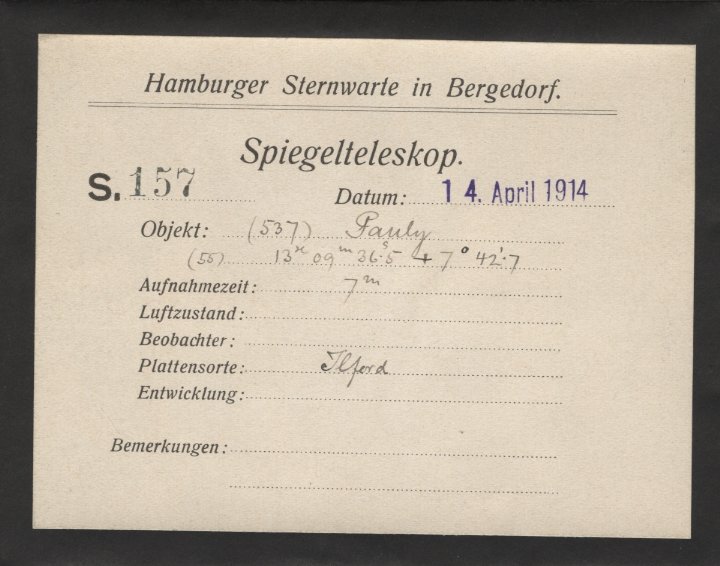 Hamburger Sternwarte in Bergedorf.
Spiegelteleskop.
S. 157 Datum: 14. April 1914
Objekt: (537) Pauly
(55) 13h 09m 36s.5 + 7° 42'.7
Aufnahmezeit: 7m
Luftzustand:
Beobachter:
Plattensorte: Ilford
Entwicklung:
Bemerkungen: